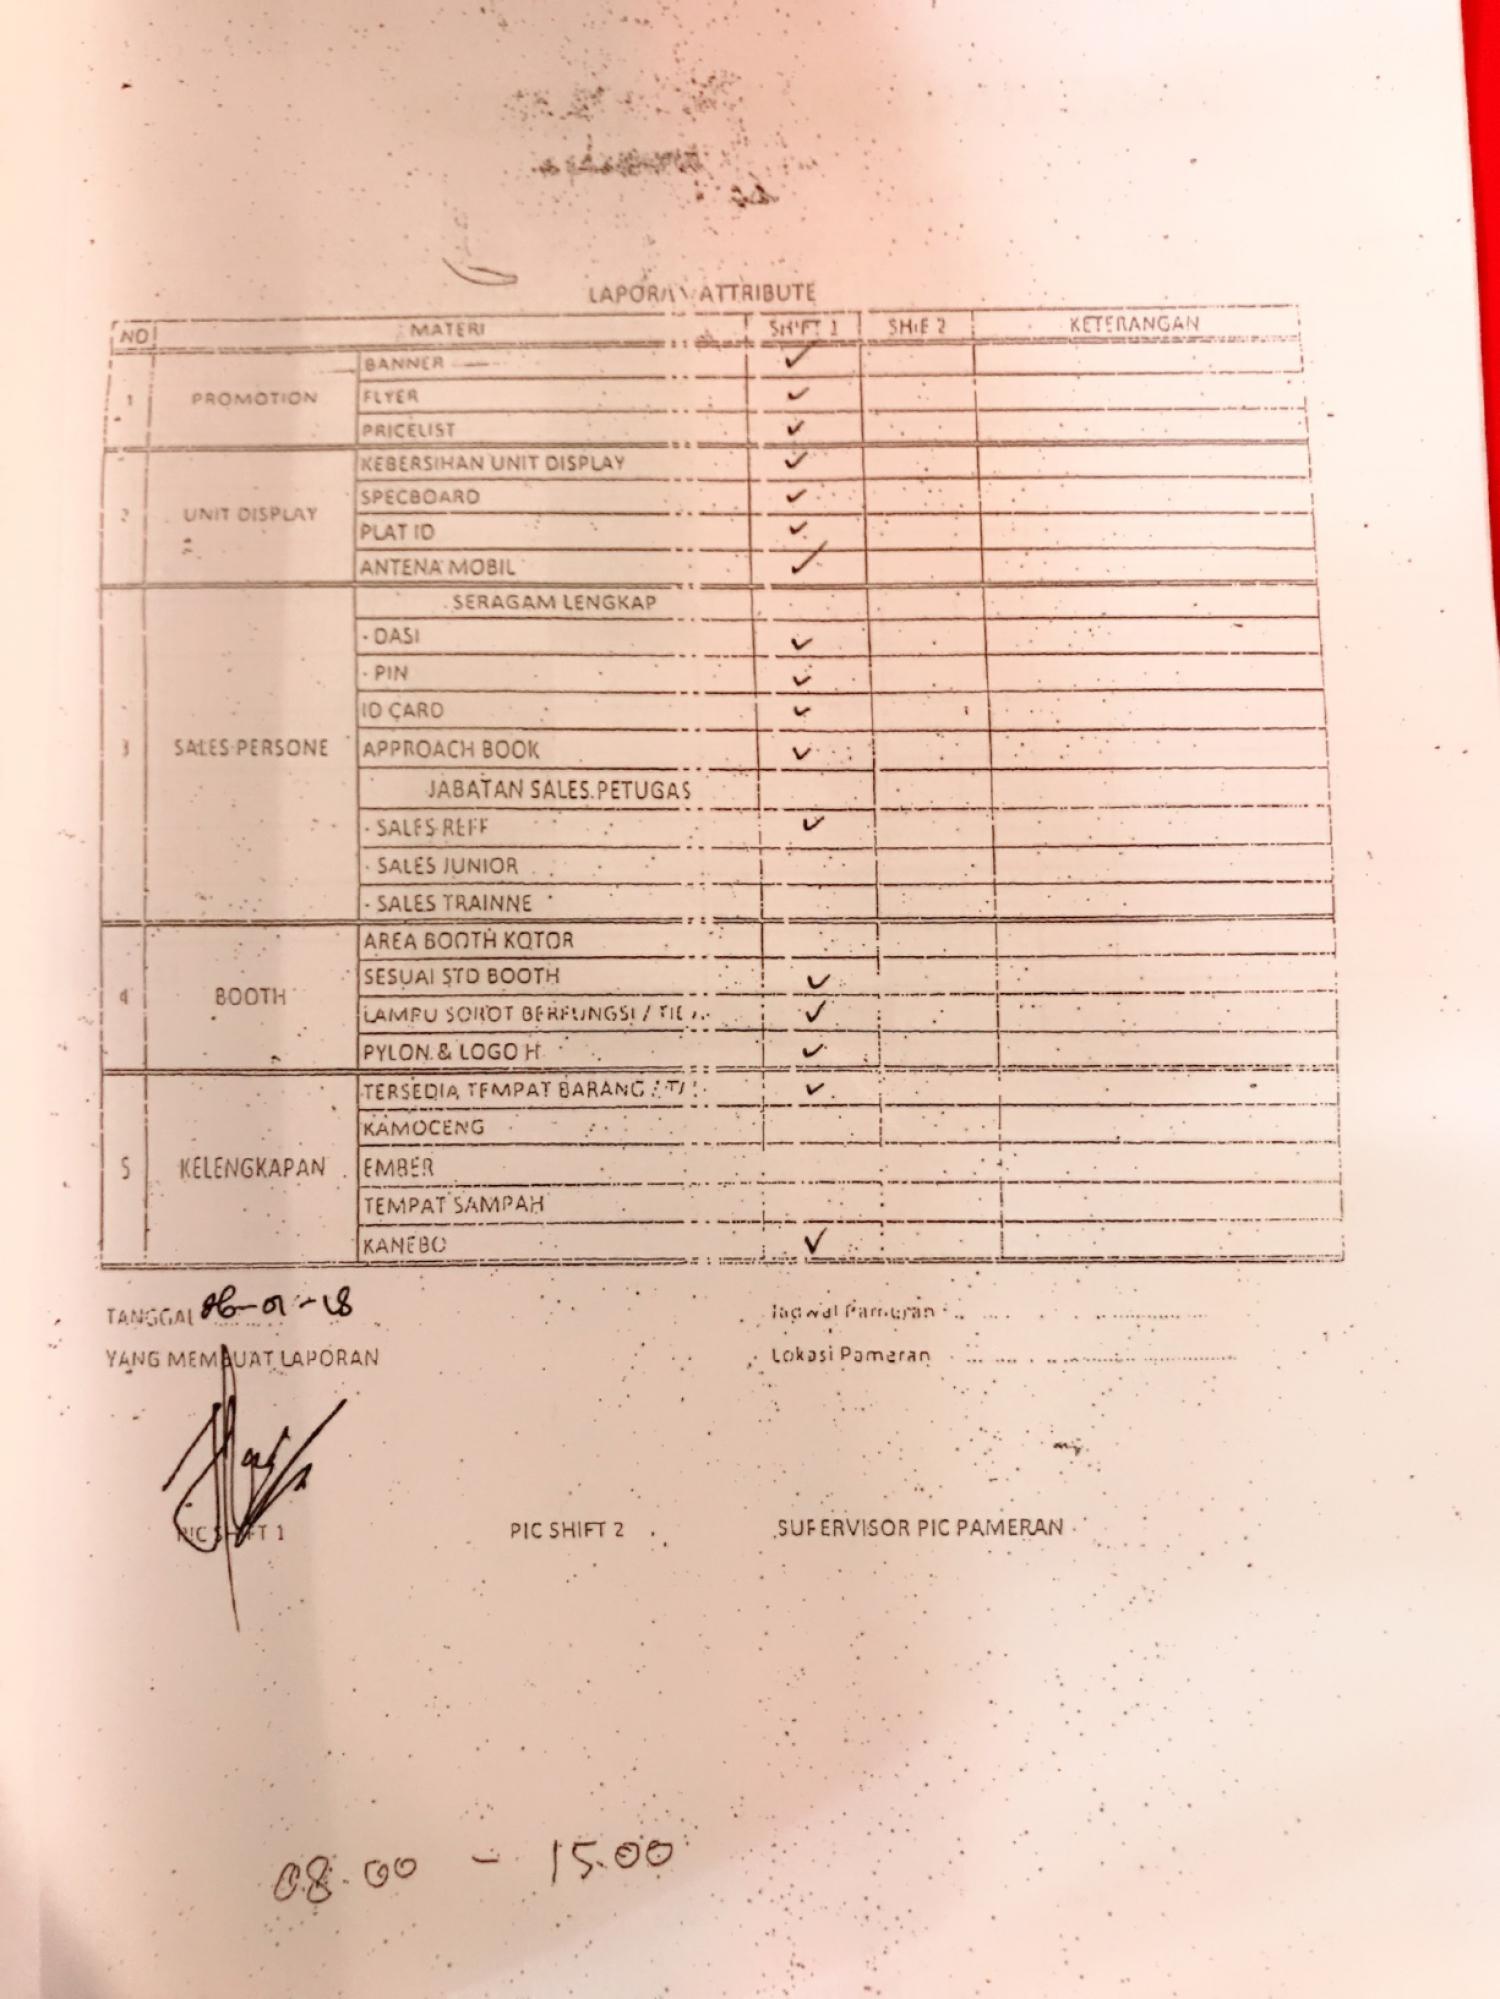 LAPORAN ATTRIBUTE
NO MATERI SHIFT 1 SHIF 2 KETERANGAN
1 PROMOTION
BANNER ✓
FLYER ✓
PRICELIST ✓
2 UNIT DISPLAY
KEBERSIHAN UNIT DISPLAY ✓
SPECBOARD ✓
PLAT ID ✓
ANTENA MOBIL ✓
3 SALES PERSONE
SERAGAM LENGKAP
- DASI ✓
- PIN ✓
ID CARD ✓
APPROACH BOOK ✓
JABATAN SALES PETUGAS
- SALES REFF ✓
- SALES JUNIOR
- SALES TRAINNE
4 BOOTH
AREA BOOTH KOTOR
SESUAI STD BOOTH ✓
LAMPU SOROT BERFUNGSI / ✓
PYLON & LOGO H ✓
5 KELENGKAPAN
TERSEDIA TEMPAT BARANG ✓
KAMOCENG
EMBER
TEMPAT SAMPAH
KANEBO ✓
TANGGAL 06-01-18
Jadwal Pameran
YANG MEMBUAT LAPORAN
Lokasi Pameran
PIC SHIFT 1 PIC SHIFT 2 SUPERVISOR PIC PAMERAN
08.00 - 15.00